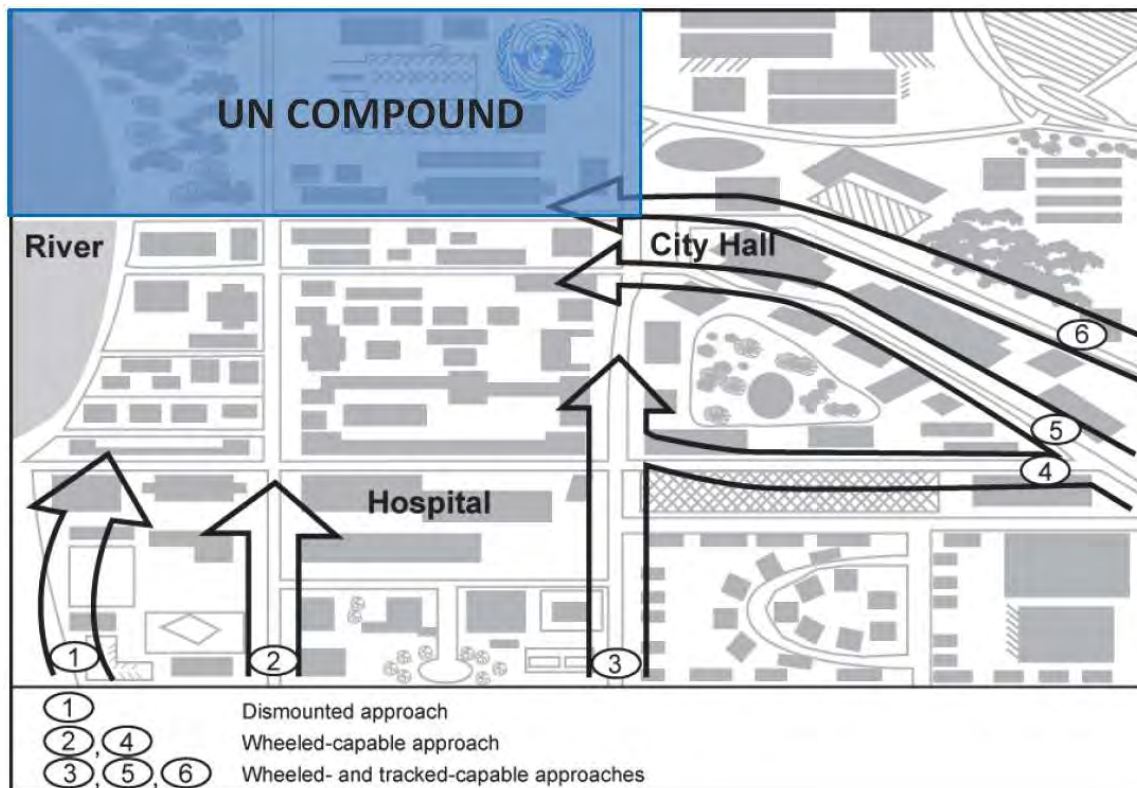 UN COMPOUND
River
City Hall
6
5
4
Hospital
1
2
3
1 Dismounted approach
2, 4 Wheeled-capable approach
3, 5, 6 Wheeled- and tracked-capable approaches